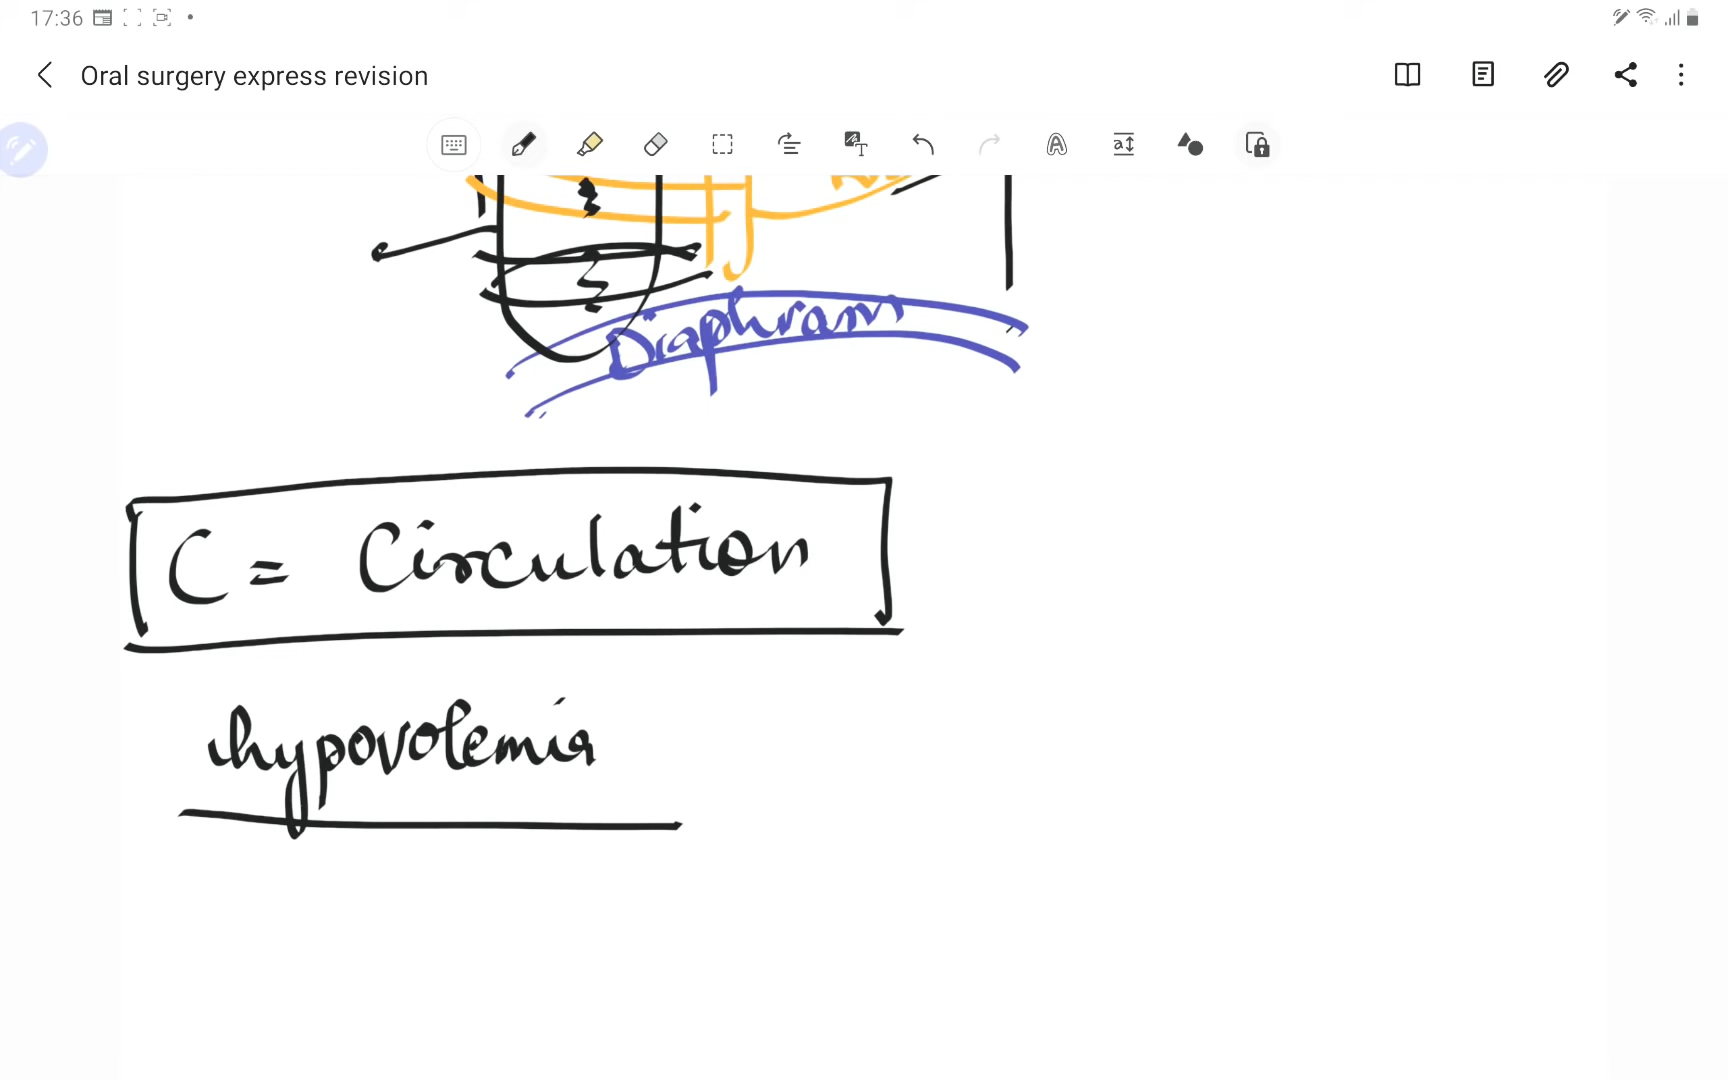 17:36
Oral surgery express revision
Diaphram
C = Circulation
hypovolemia